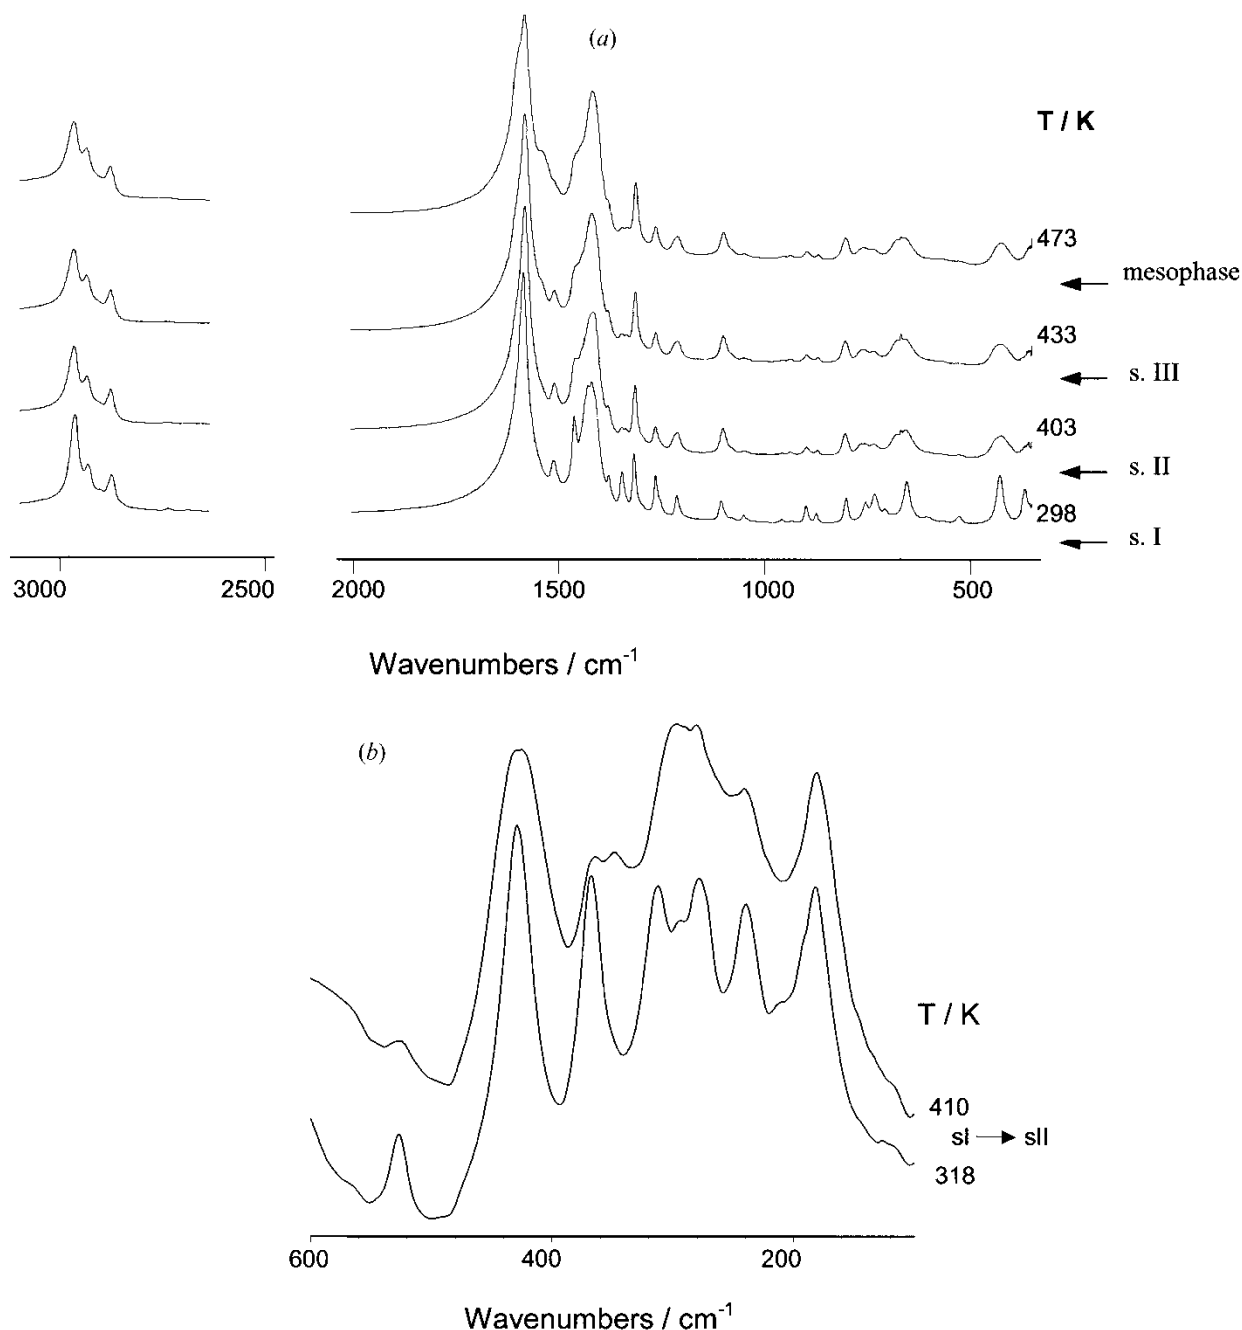 (a)
T / K
473
mesophase
433
s. III
403
s. II
298
s. I
3000 2500 2000 1500 1000 500
Wavenumbers / cm-1
(b)
T / K
410
sI → sII
318
600 400 200
Wavenumbers / cm-1